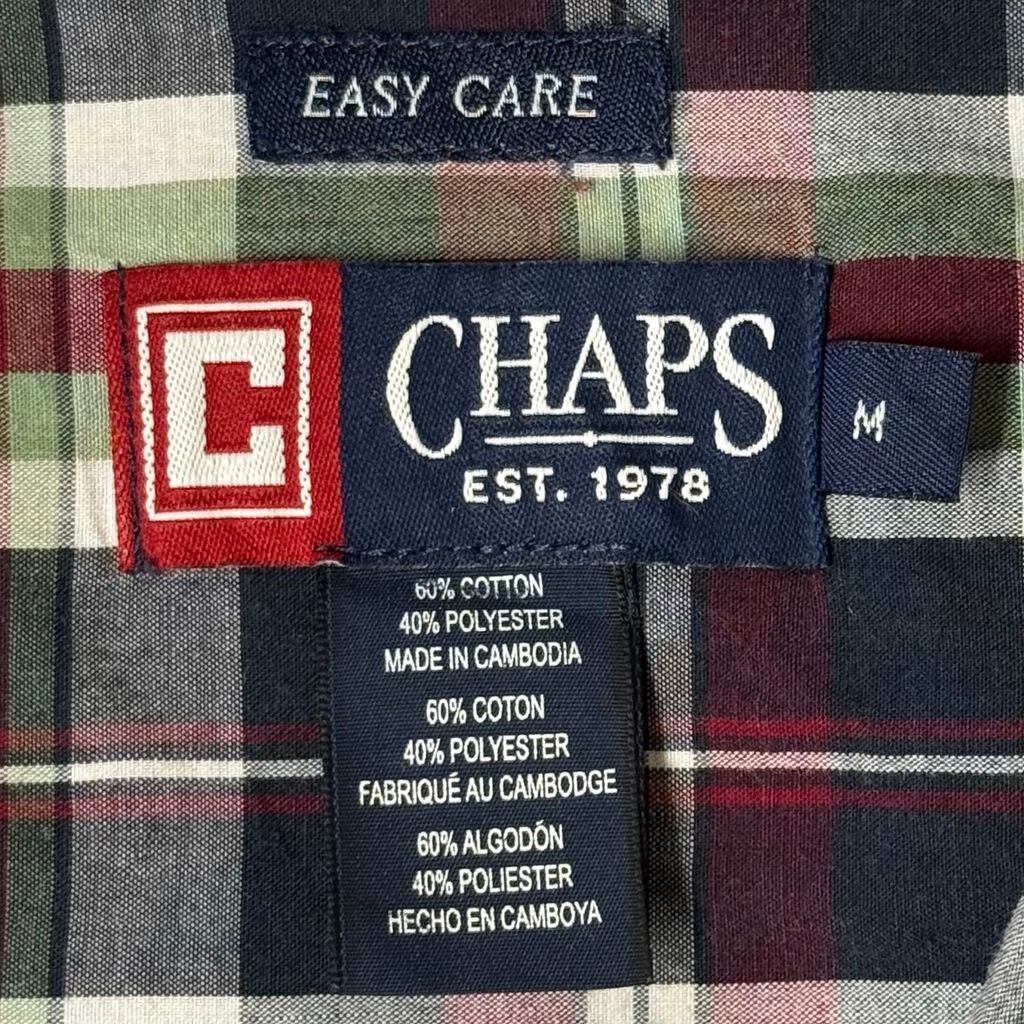 EASY CARE
C
CHAPS
EST. 1978
M
60% COTTON
40% POLYESTER
MADE IN CAMBODIA
60% COTON
40% POLYESTER
FABRIQUÉ AU CAMBODGE
60% ALGODÓN
40% POLIESTER
HECHO EN CAMBOYA